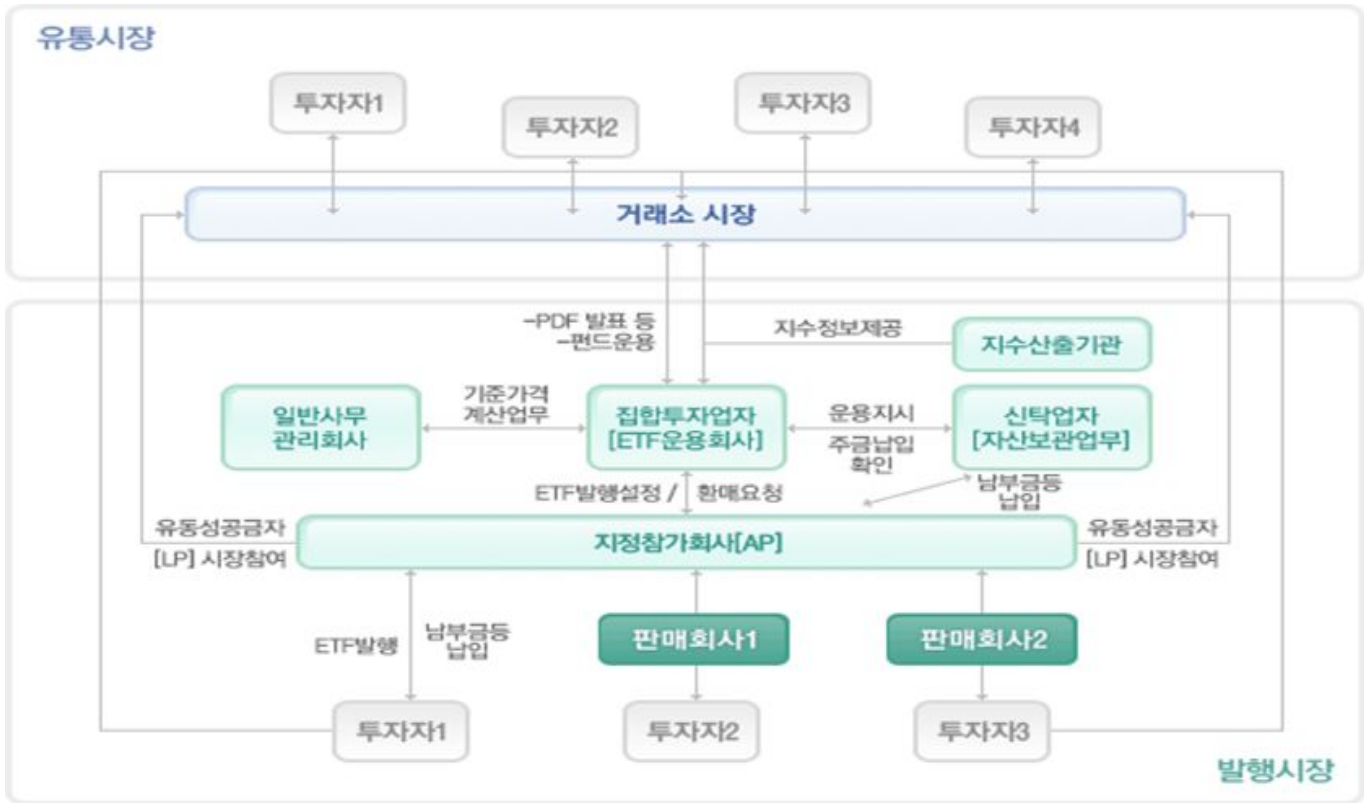 유통시장
투자자1
투자자2
투자자3
투자자4
거래소 시장
-PDF 발표 등
-펀드운용
지수정보제공
지수산출기관
일반사무
관리회사
기준가격
계산업무
집합투자업자
[ETF운용회사]
운용지시
주금납입
확인
신탁업자
[자산보관업무]
ETF발행설정 / 환매요청
남부금등
납입
유동성공금자
[LP] 시장참여
지정참가회사[AP]
유동성공금자
[LP] 시장참여
ETF발행
남부금등
납입
판매회사1
판매회사2
투자자1
투자자2
투자자3
발행시장